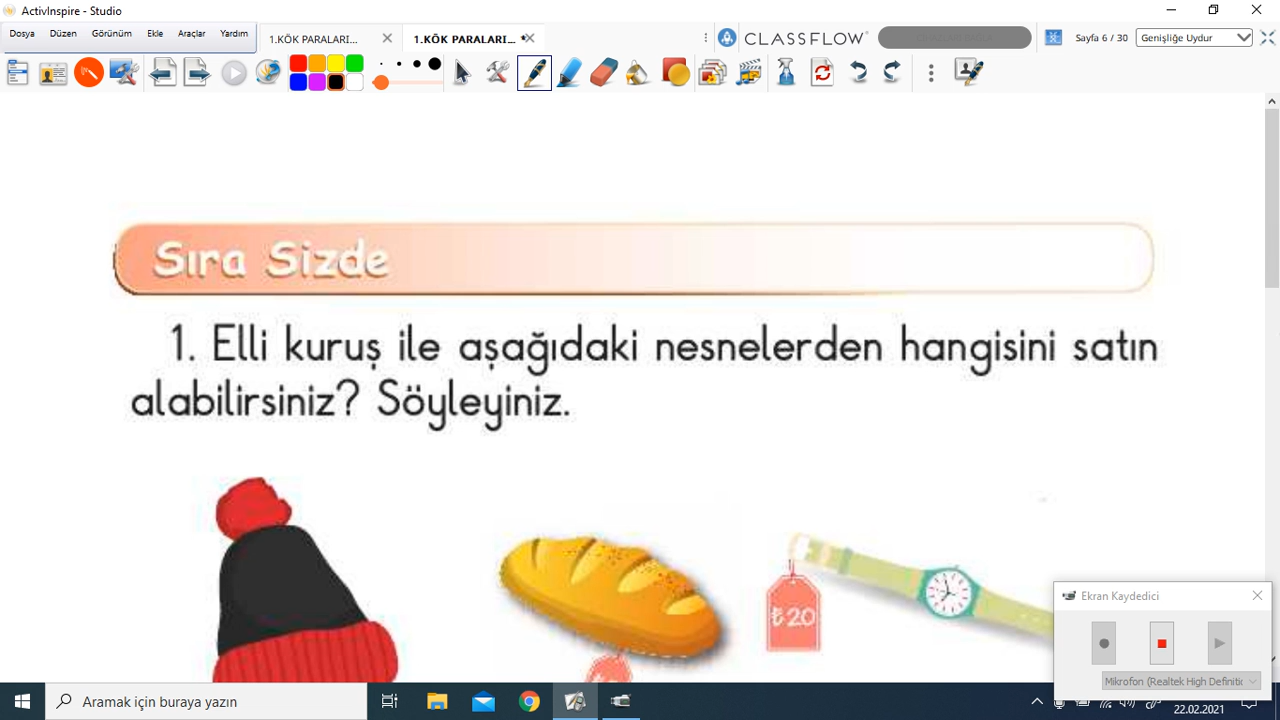 ActivInspire - Studio
Dosya Düzen Görünüm Ekle Araçlar Yardım
1.KÖK PARALARI...
1.KÖK PARALARI... *
CLASSFLOW
Sayfa 6 / 30
Genişliğe Uydur
Sıra Sizde
1. Elli kuruş ile aşağıdaki nesnelerden hangisini satın
alabilirsiniz? Söyleyiniz.
₺20
Ekran Kaydedici
Mikrofon (Realtek High Definitic
Aramak için buraya yazın
22.02.2021